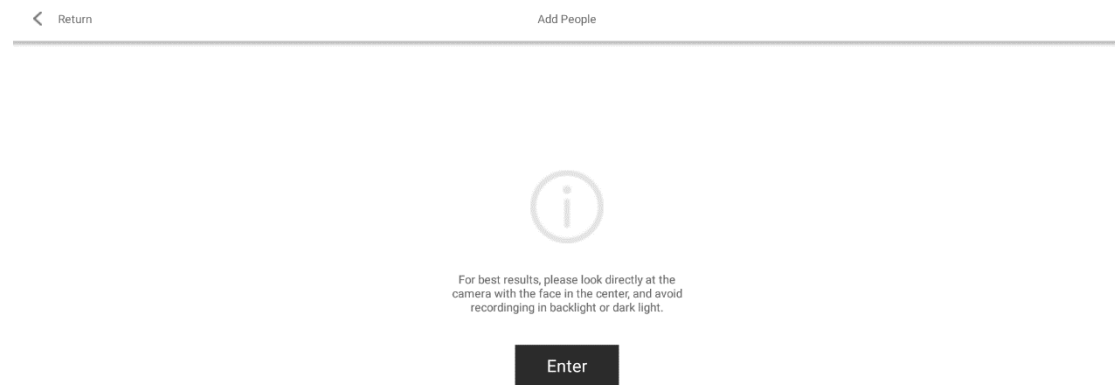 Return
Add People
For best results, please look directly at the
camera with the face in the center, and avoid
recordinging in backlight or dark light.
Enter